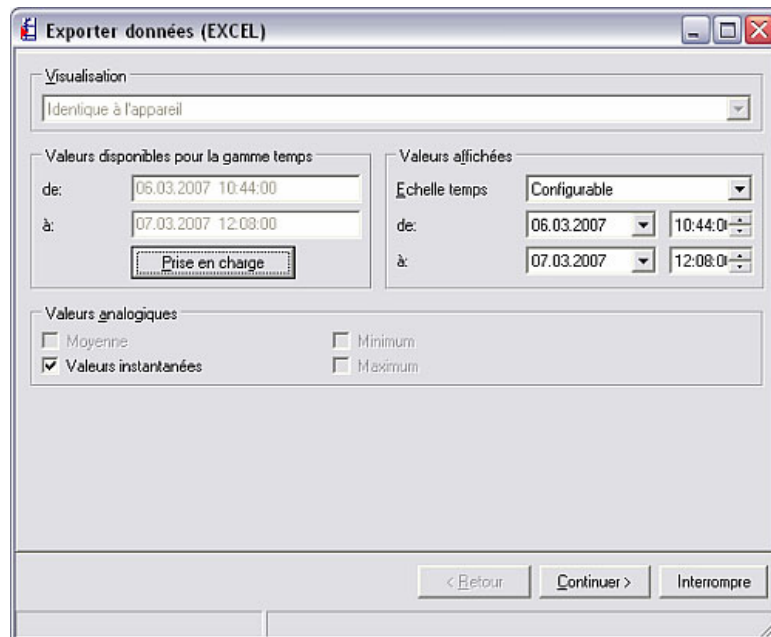 Exporter données (EXCEL)
Visualisation
Identique à l'appareil
Valeurs disponibles pour la gamme temps
de: 06.03.2007 10:44:00
à: 07.03.2007 12:08:00
Prise en charge
Valeurs affichées
Echelle temps Configurable
de: 06.03.2007 10:44:0
à: 07.03.2007 12:08:0
Valeurs analogiques
Moyenne Minimum
Valeurs instantanées Maximum
< Retour Continuer > Interrompre